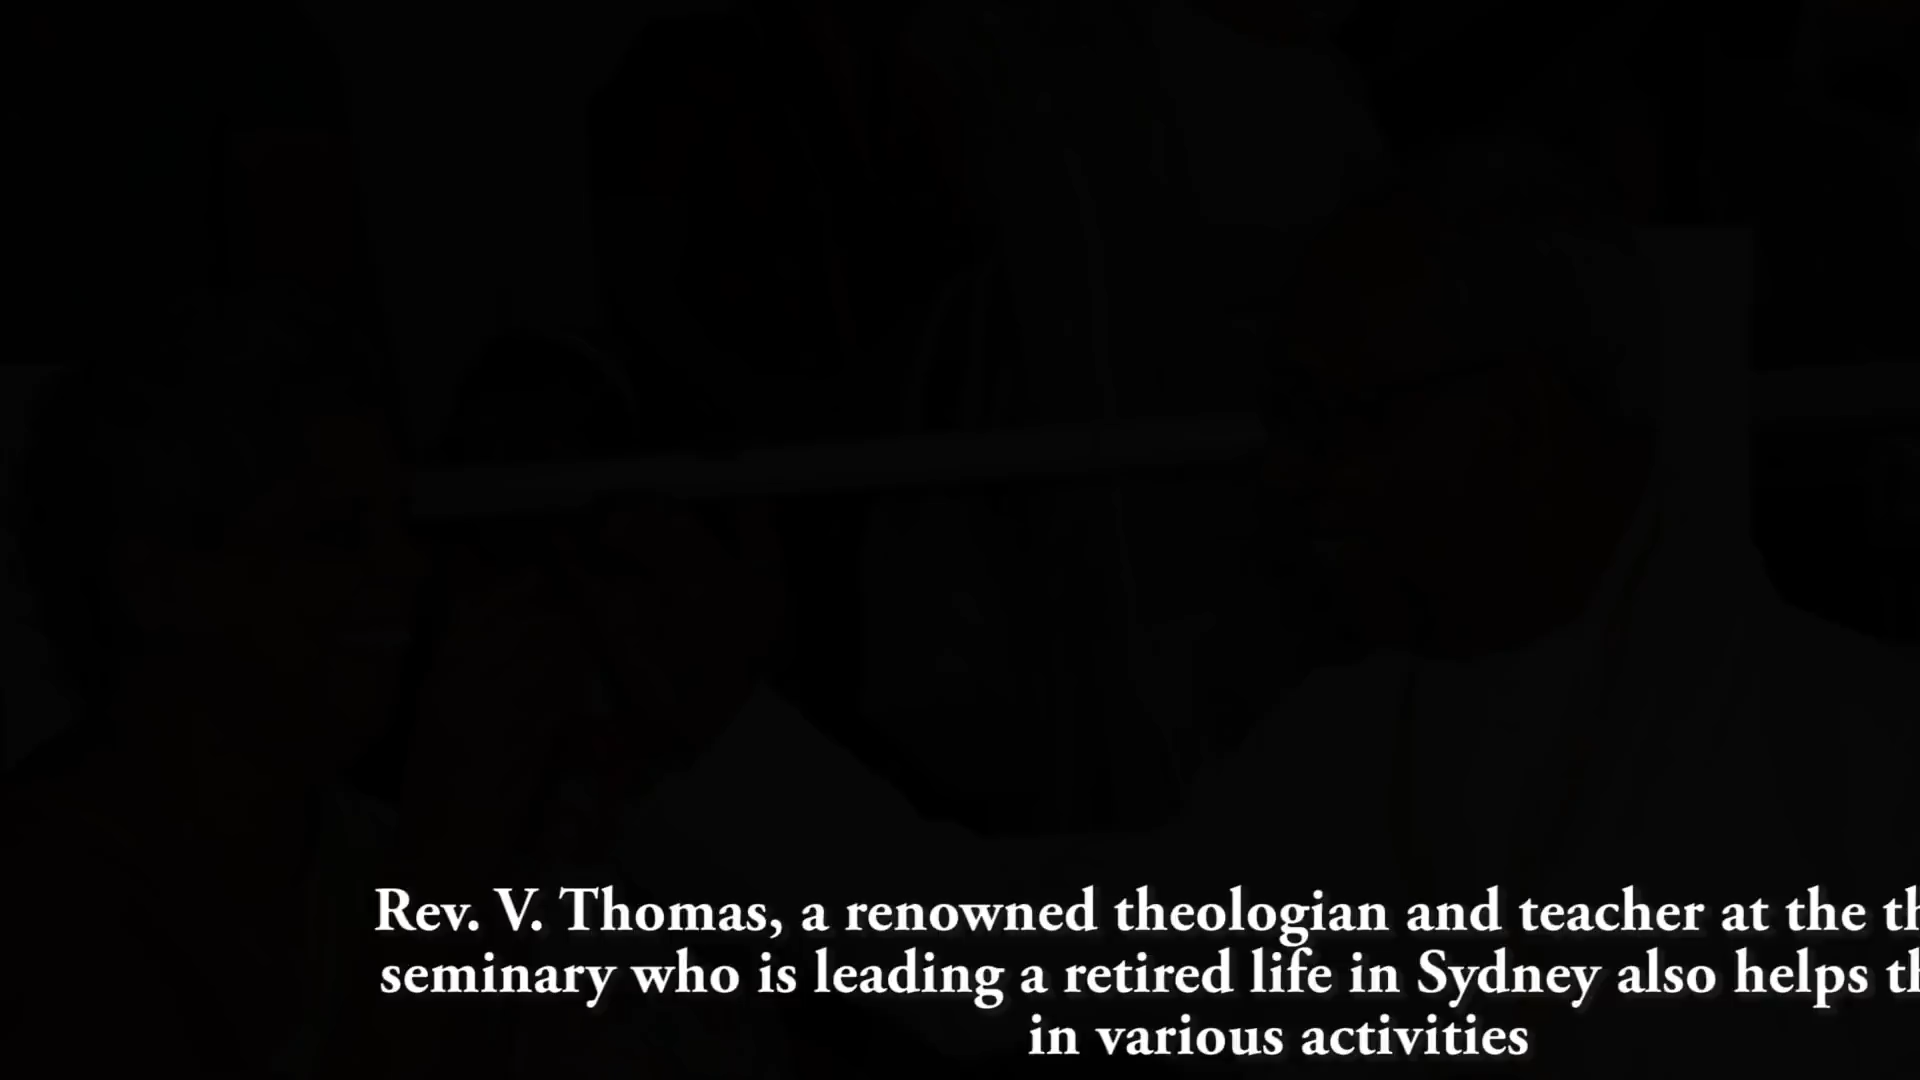 Rev. V. Thomas, a renowned theologian and teacher at the
seminary who is leading a retired life in Sydney also helps
in various activities